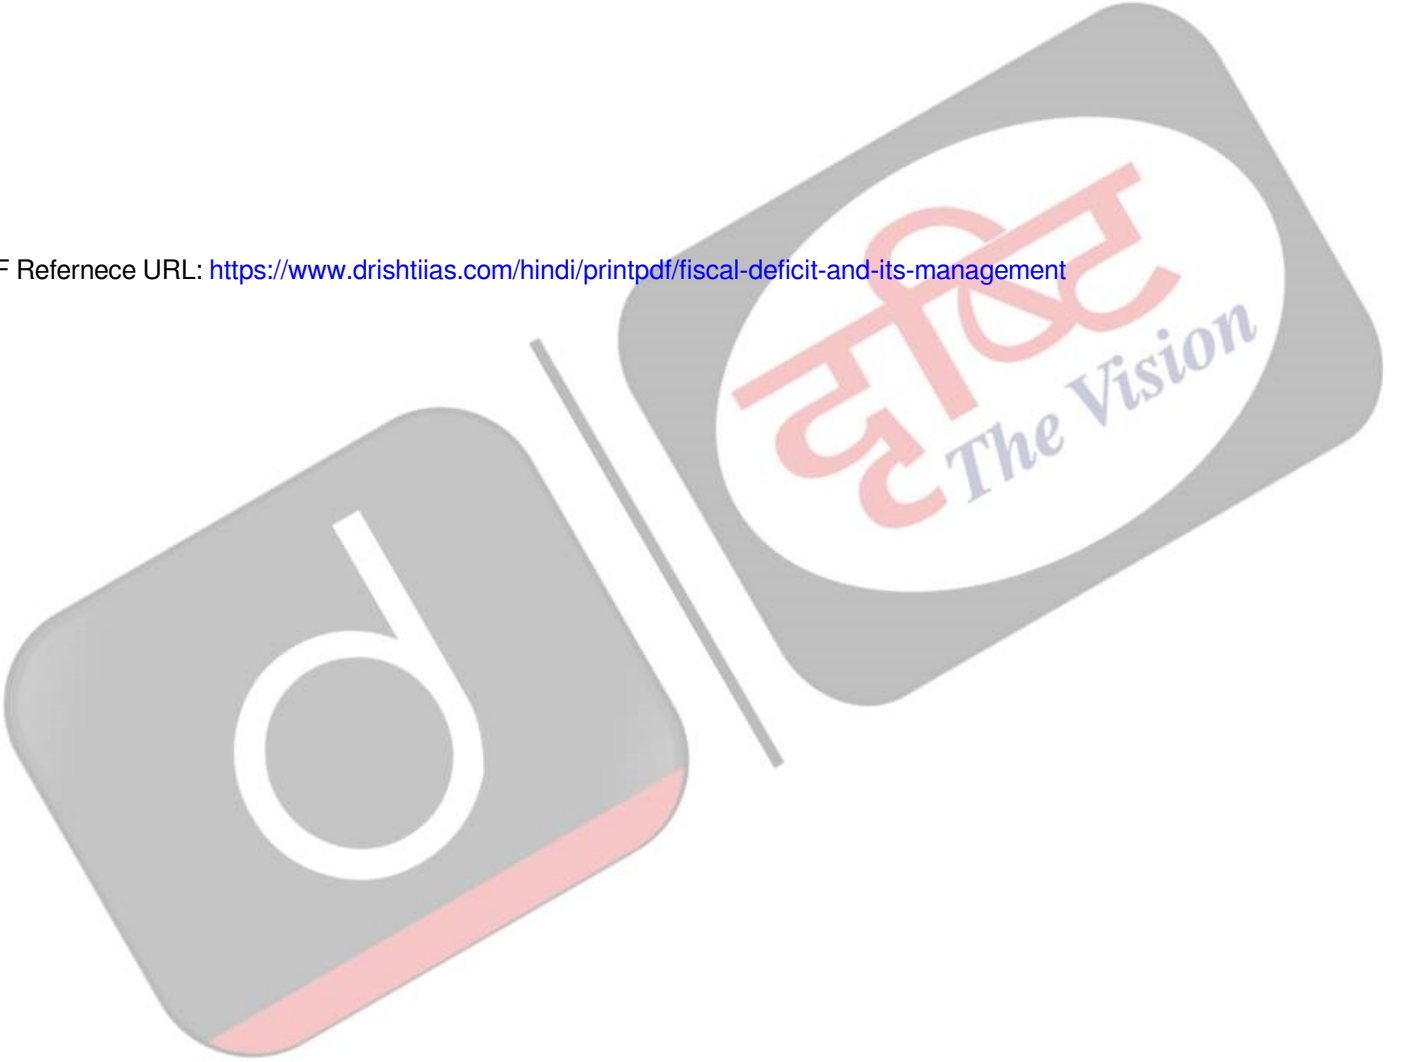 F Refernece URL: https://www.drishtiias.com/hindi/printpdf/fiscal-deficit-and-its-management
दृष्टि
The Vision
d